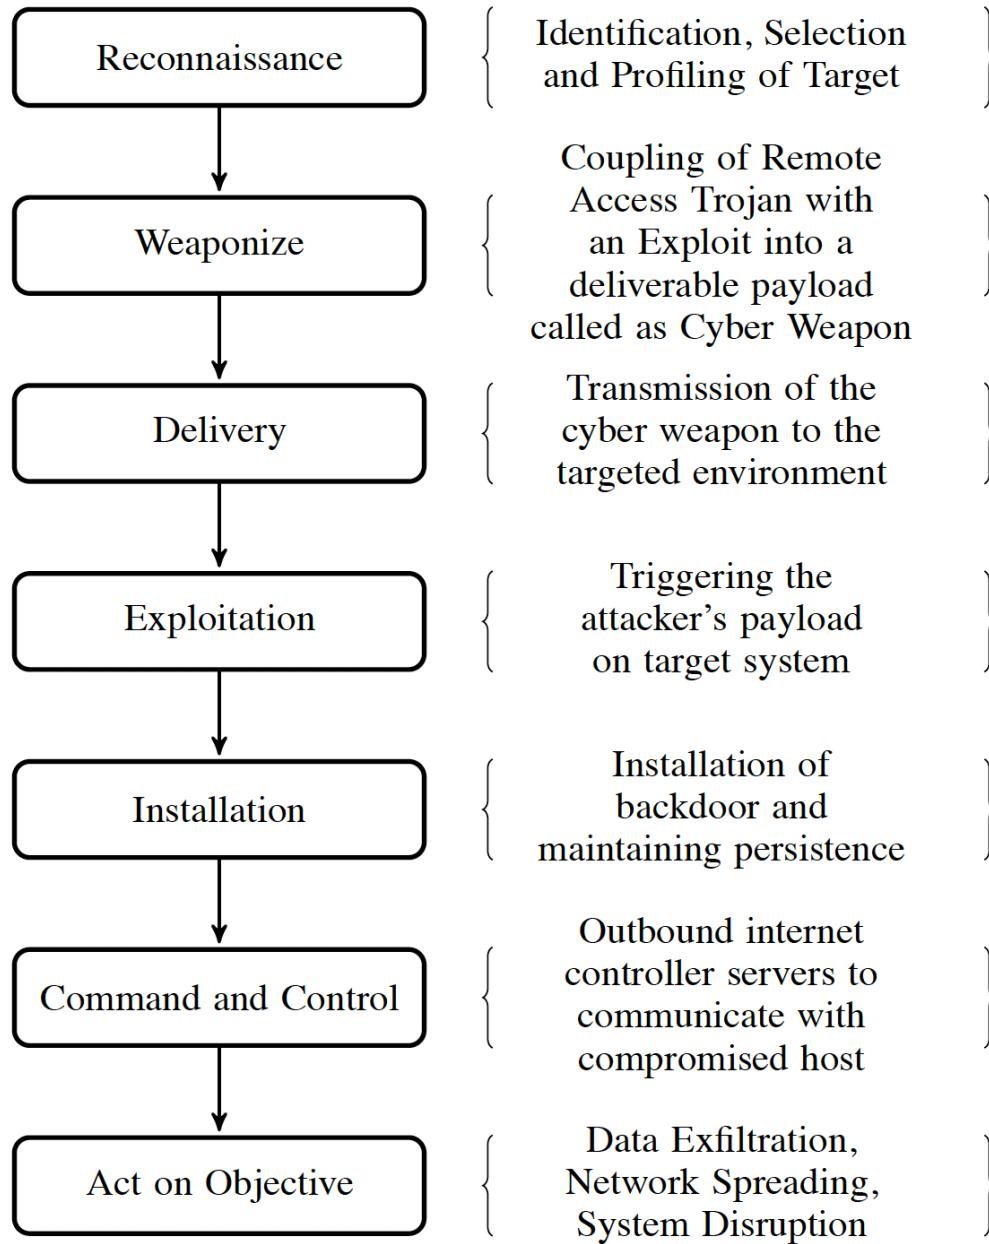 Reconnaissance
Identification, Selection
and Profiling of Target
Weaponize
Coupling of Remote
Access Trojan with
an Exploit into a
deliverable payload
called as Cyber Weapon
Delivery
Transmission of the
cyber weapon to the
targeted environment
Exploitation
Triggering the
attacker's payload
on target system
Installation
Installation of
backdoor and
maintaining persistence
Command and Control
Outbound internet
controller servers to
communicate with
compromised host
Act on Objective
Data Exfiltration,
Network Spreading,
System Disruption